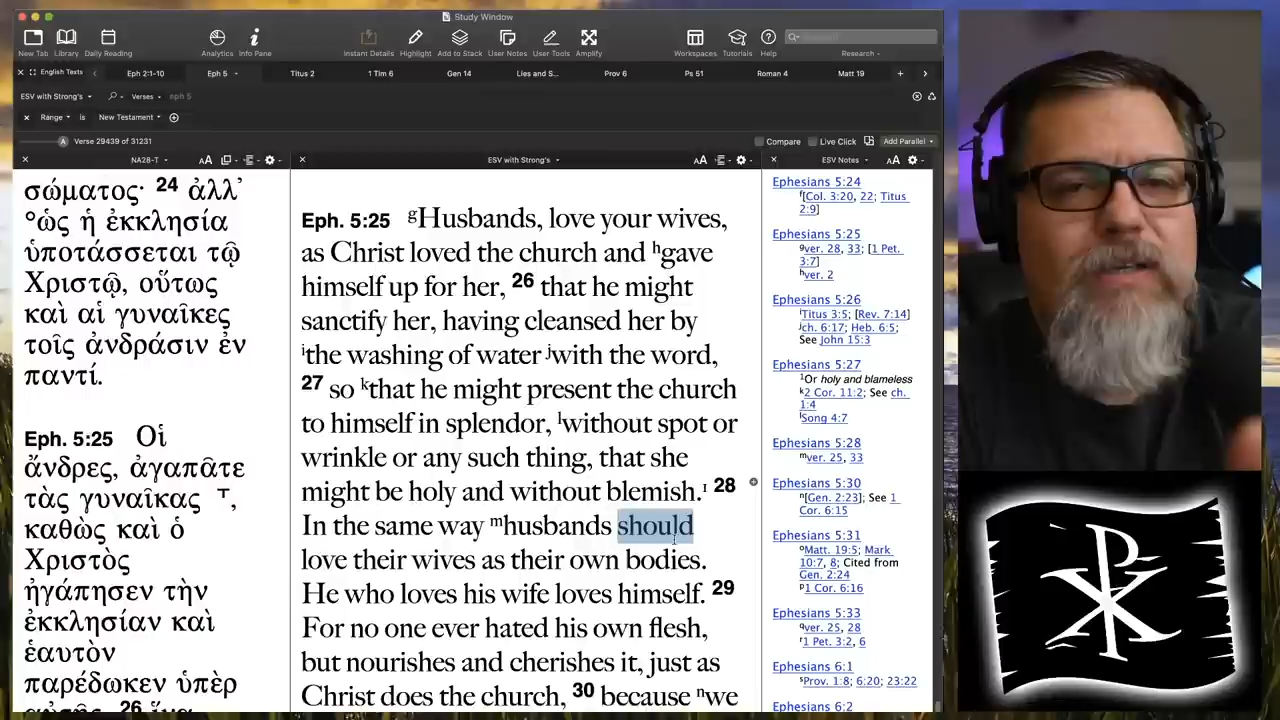 Study Window
New Tab
Library
Daily Reading
Analytics
Info Pane
Instant Details
Highlight
Add to Stack
User Notes
User Tools
Amplify
Workspaces
Tutorials
Help
Research
English Texts
Eph 2:1-10
Eph 5
Titus 2
1 Tim 6
Gen 14
Lies and S...
Prov 6
Ps 51
Roman 4
Matt 19
ESV with Strong's
Verses
eph 5
Range
is
New Testament
Verse 29439 of 31231
Compare
Live Click
Add Parallel
NA28-T
σώματος· 24 ἀλλ’
°ὡς ἡ ἐκκλησία
ὑποτάσσεται τῷ
Χριστῷ, οὕτως
καὶ αἱ γυναῖκες
τοῖς ἀνδράσιν ἐν
παντί.
Eph. 5:25 Οἱ
ἄνδρες, ἀγαπᾶτε
τὰς γυναῖκας ⸆,
καθὼς καὶ ὁ
Χριστὸς
ἠγάπησεν τὴν
ἐκκλησίαν καὶ
ἑαυτὸν
παρέδωκεν ὑπὲρ
αὐτῆς, 26 ἵνα
ESV with Strong's
Eph. 5:25 gHusbands, love your wives,
as Christ loved the church and hgave
himself up for her, 26 that he might
sanctify her, having cleansed her by
ithe washing of water jwith the word,
27 so kthat he might present the church
to himself in splendor, lwithout spot or
wrinkle or any such thing, that she
might be holy and without blemish.1 28
In the same way mhusbands should
love their wives as their own bodies.
He who loves his wife loves himself. 29
For no one ever hated his own flesh,
but nourishes and cherishes it, just as
Christ does the church, 30 because nwe
ESV Notes
Ephesians 5:24
f[Col. 3:20, 22; Titus
2:9]
Ephesians 5:25
gver. 28, 33; [1 Pet.
3:7]
hver. 2
Ephesians 5:26
iTitus 3:5; [Rev. 7:14]
jch. 6:17; Heb. 6:5;
See John 15:3
Ephesians 5:27
1Or holy and blameless
k2 Cor. 11:2; See ch.
1:4
lSong 4:7
Ephesians 5:28
mver. 25, 33
Ephesians 5:30
n[Gen. 2:23]; See 1
Cor. 6:15
Ephesians 5:31
oMatt. 19:5; Mark
10:7, 8; Cited from
Gen. 2:24
p1 Cor. 6:16
Ephesians 5:33
qver. 25, 28
r1 Pet. 3:2, 6
Ephesians 6:1
sProv. 1:8; 6:20; 23:22
Ephesians 6:2